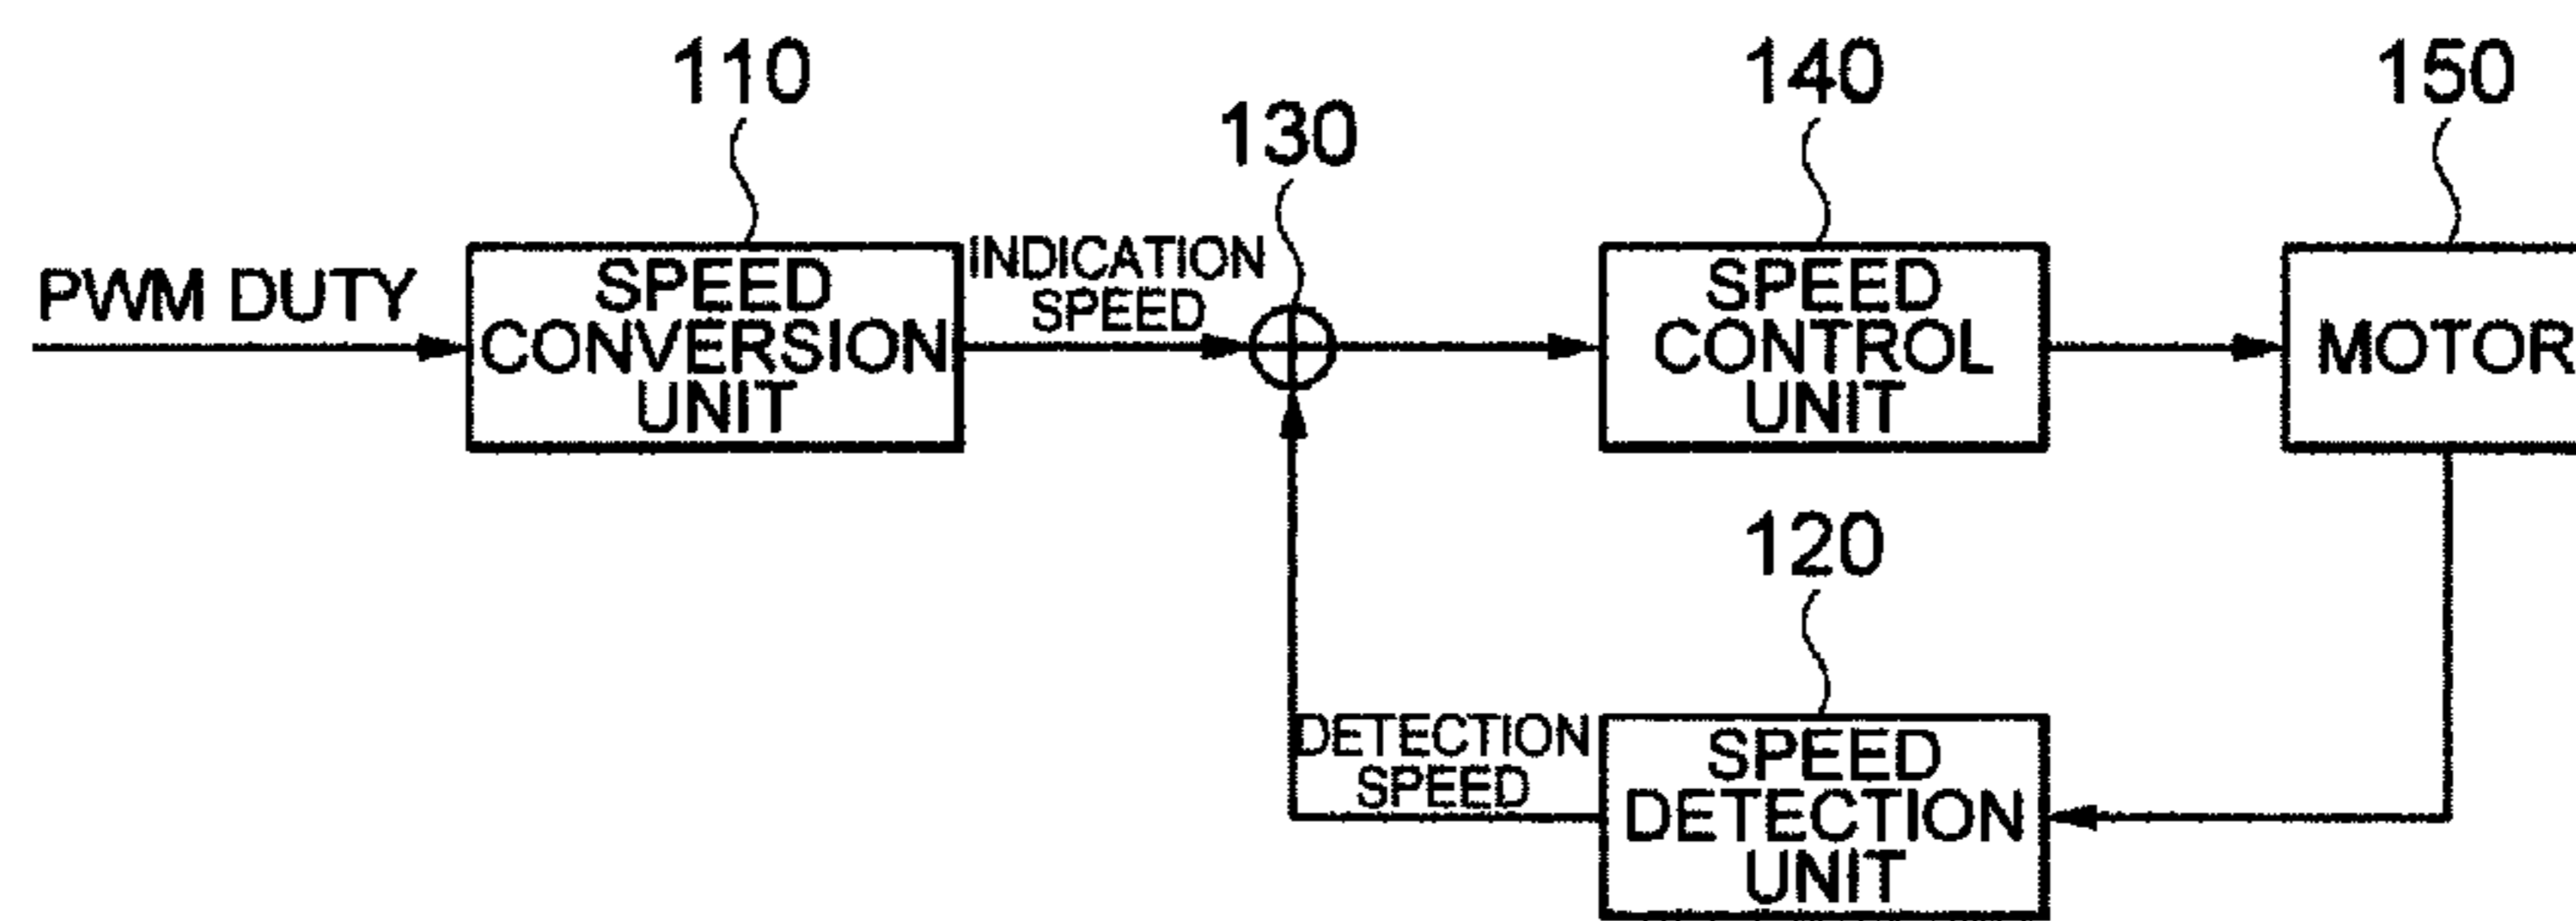 110
130
140
150
PWM DUTY
SPEED
CONVERSION
UNIT
INDICATION
SPEED
SPEED
CONTROL
UNIT
MOTOR
120
DETECTION
SPEED
SPEED
DETECTION
UNIT